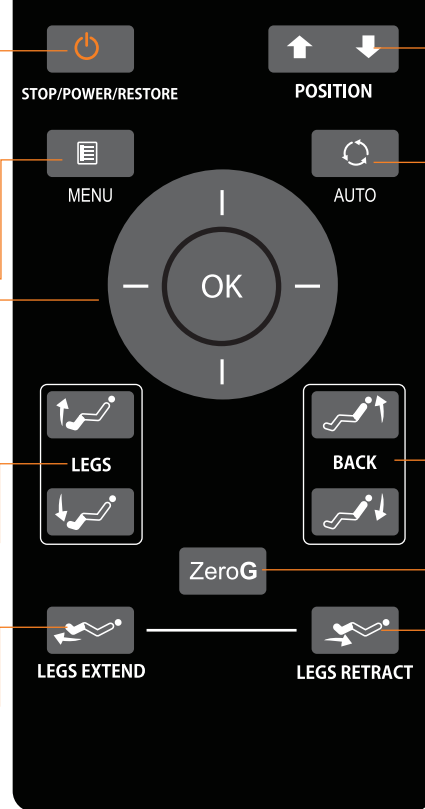 STOP/POWER/RESTORE
POSITION
MENU
AUTO
OK
LEGS
BACK
ZeroG
LEGS EXTEND
LEGS RETRACT